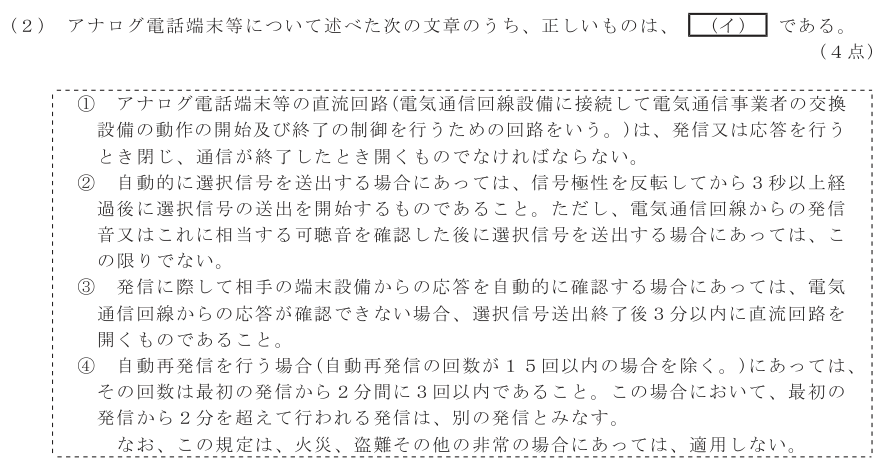 (２)　アナログ電話端末等について述べた次の文章のうち、正しいものは、　(イ)　である。
(４点)
①　アナログ電話端末等の直流回路(電気通信回線設備に接続して電気通信事業者の交換
設備の動作の開始及び終了の制御を行うための回路をいう。)は、発信又は応答を行う
とき閉じ、通信が終了したとき開くものでなければならない。
②　自動的に選択信号を送出する場合にあっては、信号極性を反転してから３秒以上経
過後に選択信号の送出を開始するものであること。ただし、電気通信回線からの発信
音又はこれに相当する可聴音を確認した後に選択信号を送出する場合にあっては、こ
の限りでない。
③　発信に際して相手の端末設備からの応答を自動的に確認する場合にあっては、電気
通信回線からの応答が確認できない場合、選択信号送出終了後３分以内に直流回路を
開くものであること。
④　自動再発信を行う場合(自動再発信の回数が１５回以内の場合を除く。)にあっては、
その回数は最初の発信から２分間に３回以内であること。この場合において、最初の
発信から２分を超えて行われる発信は、別の発信とみなす。
なお、この規定は、火災、盗難その他の非常の場合にあっては、適用しない。